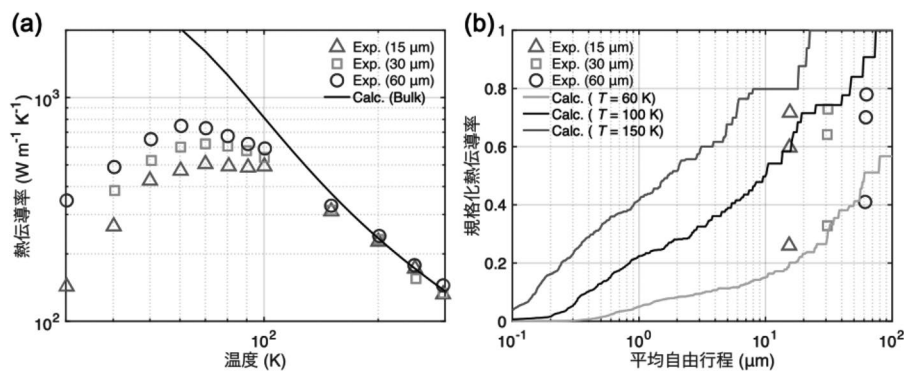 (a)
Exp. (15 μm)
Exp. (30 μm)
Exp. (60 μm)
Calc. (Bulk)
熱伝導率 (W m⁻¹ K⁻¹)
10³
10²
10²
温度 (K)
(b)
Exp. (15 μm)
Exp. (30 μm)
Exp. (60 μm)
Calc. ( T = 60 K)
Calc. ( T = 100 K)
Calc. ( T = 150 K)
規格化熱伝導率
1
0.8
0.6
0.4
0.2
0
10⁻¹ 10⁰ 10¹ 10²
平均自由行程 (μm)